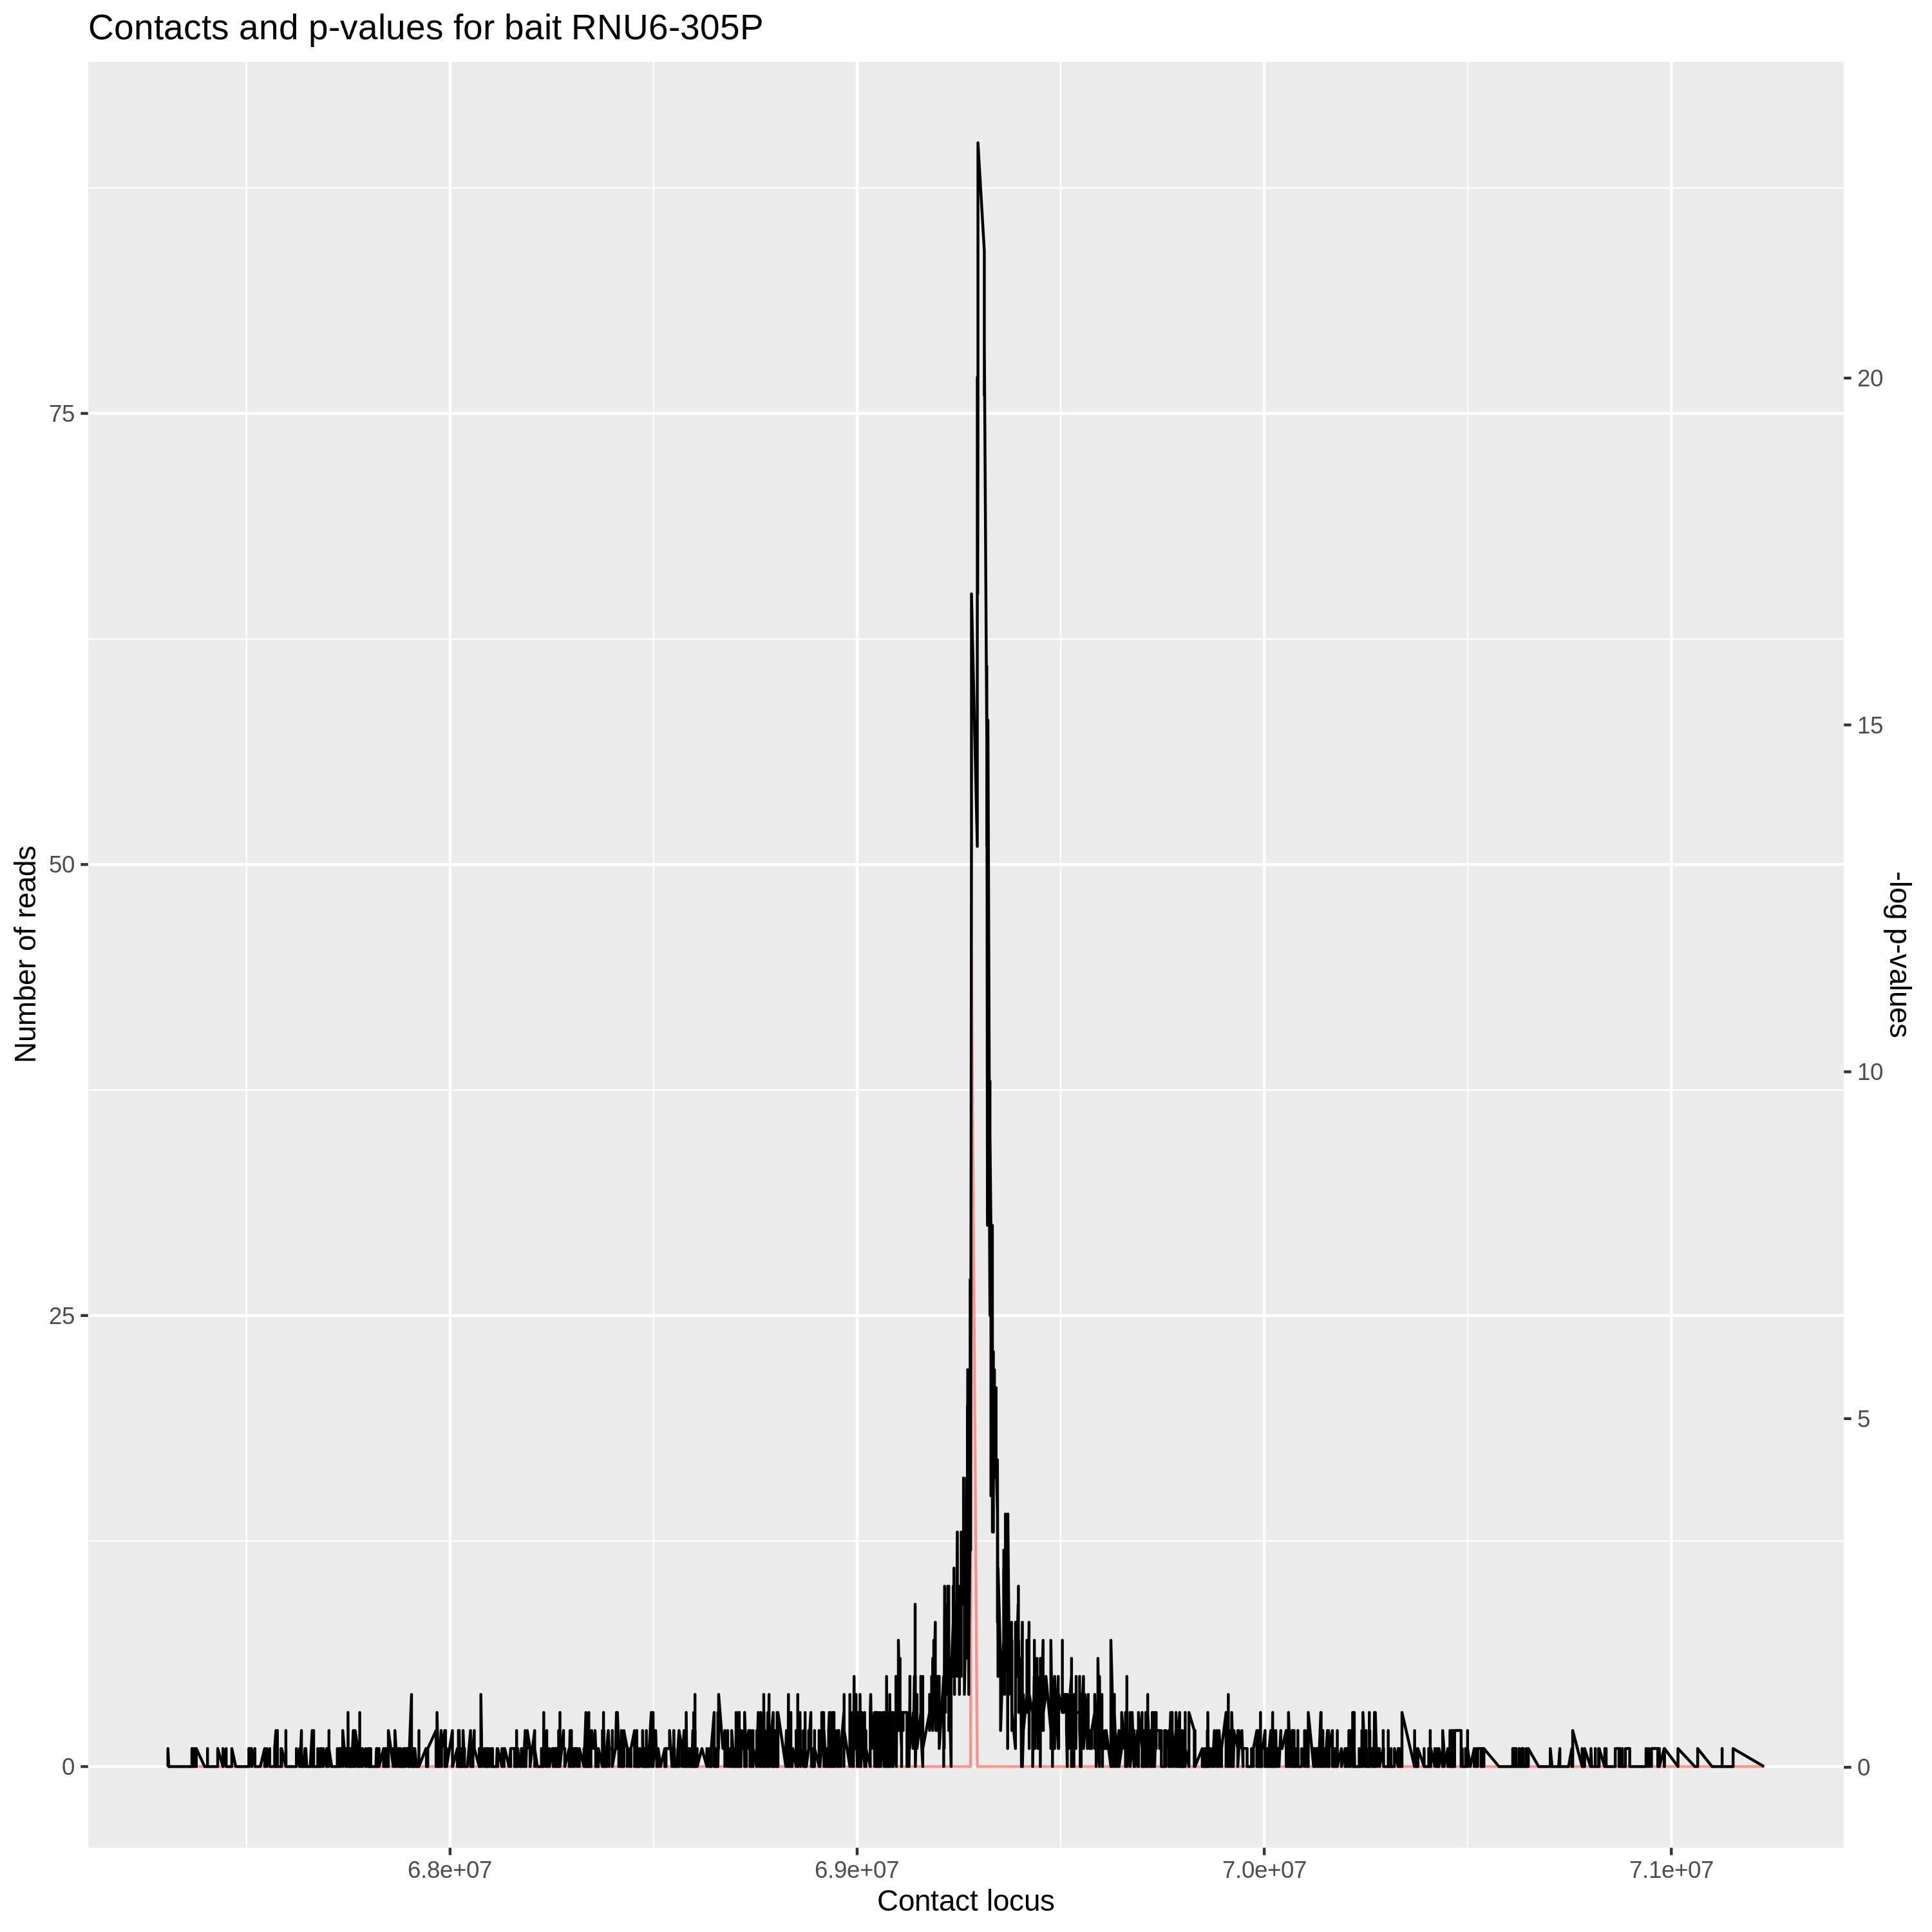 Contacts and p-values for bait RNU6-305P
75
50
25
0
Number of reads
20
15
10
5
0
-log p-values
6.8e+07
6.9e+07
7.0e+07
7.1e+07
Contact locus